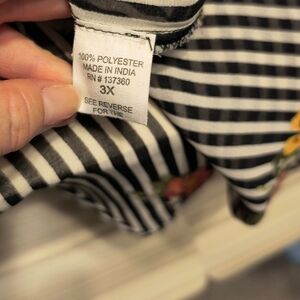 100% POLYESTER
MADE IN INDIA
RN # 137360
3X
SEE REVERSE
FOR THE